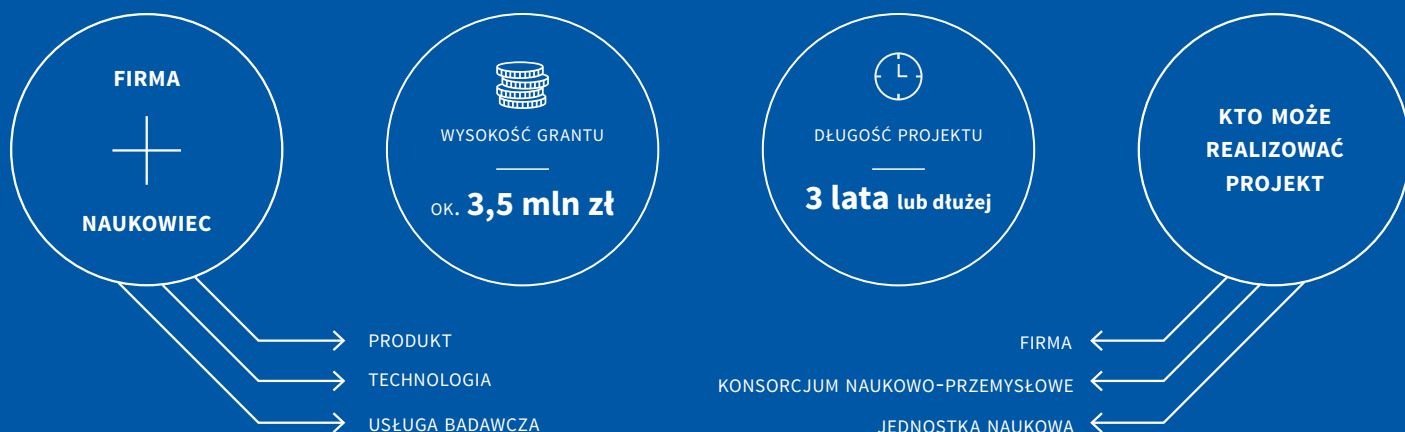 FIRMA
NAUKOWIEC
PRODUKT
TECHNOLOGIA
USŁUGA BADAWCZA
WYSOKOŚĆ GRANTU
OK. 3,5 mln zł
DŁUGOŚĆ PROJEKTU
3 lata lub dłużej
KTO MOŻE
REALIZOWAĆ
PROJEKT
FIRMA
KONSORCJUM NAUKOWO-PRZEMYSŁOWE
JEDNOSTKA NAUKOWA